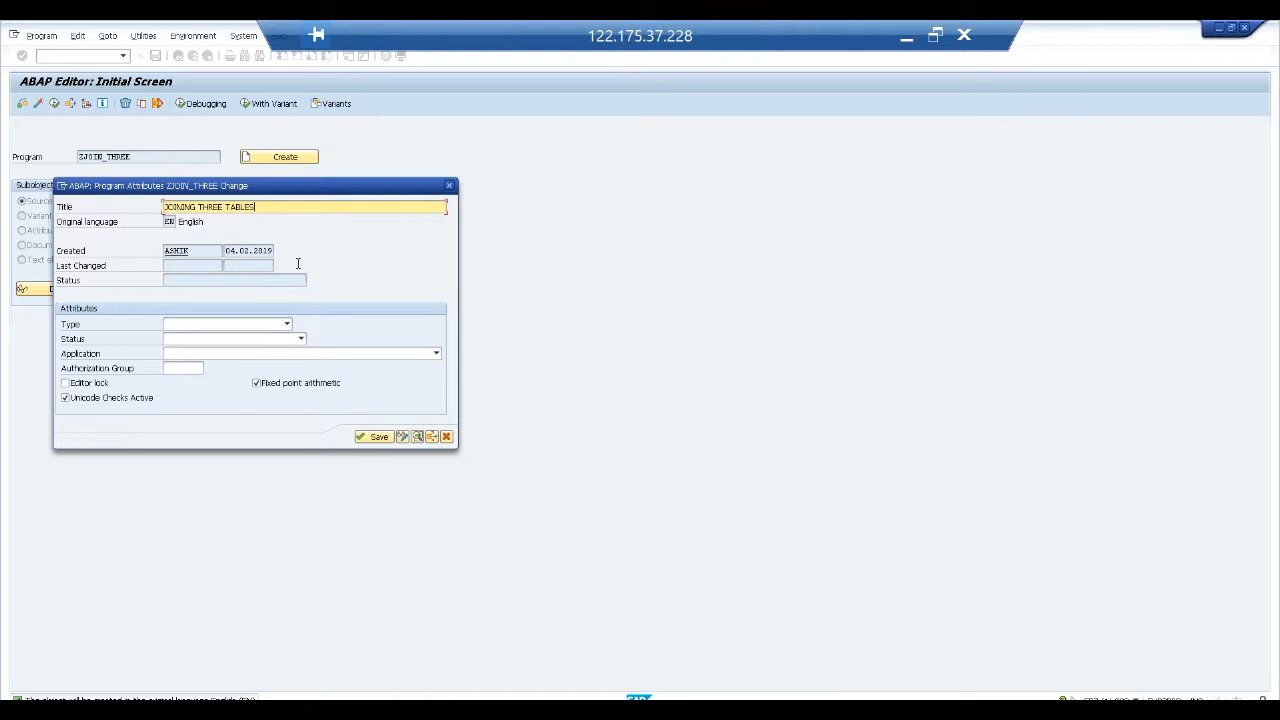 Program Edit Goto Utilities Environment System
122.175.37.228
ABAP Editor: Initial Screen
Debugging With Variant Variants
Program ZJOIN_THREE Create
ABAP: Program Attributes ZJOIN_THREE Change
Title JOINING THREE TABLES
Original language EN English
Created ASHIK 04.02.2019
Last Changed
Status
Attributes
Type
Status
Application
Authorization Group
Editor lock Fixed point arithmetic
Unicode Checks Active
Save
SAP